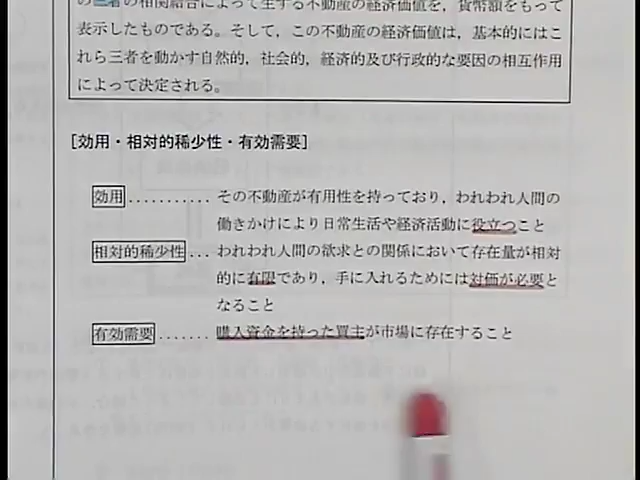 の三者の相関結合によって生ずる不動産の経済価値を，貨幣額をもって
表示したものである。そして，この不動産の経済価値は，基本的にはこ
れら三者を動かす自然的，社会的，経済的及び行政的な要因の相互作用
によって決定される。
［効用・相対的稀少性・有効需要］
効用...........その不動産が有用性を持っており，われわれ人間の
働きかけにより日常生活や経済活動に役立つこと
相対的稀少性...われわれ人間の欲求との関係において存在量が相対
的に有限であり，手に入れるためには対価が必要と
なること
有効需要.......購入資金を持った買主が市場に存在すること